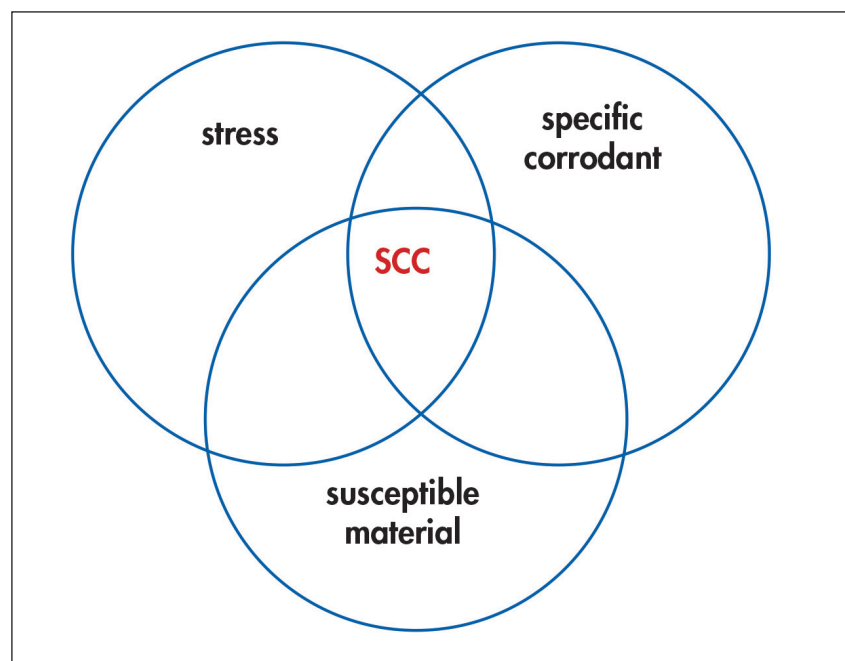 stress
specific
corrodant
SCC
susceptible
material